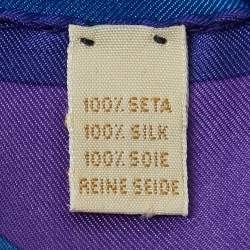 100% SETA
100% SILK
100% SOIE
REINE SEIDE